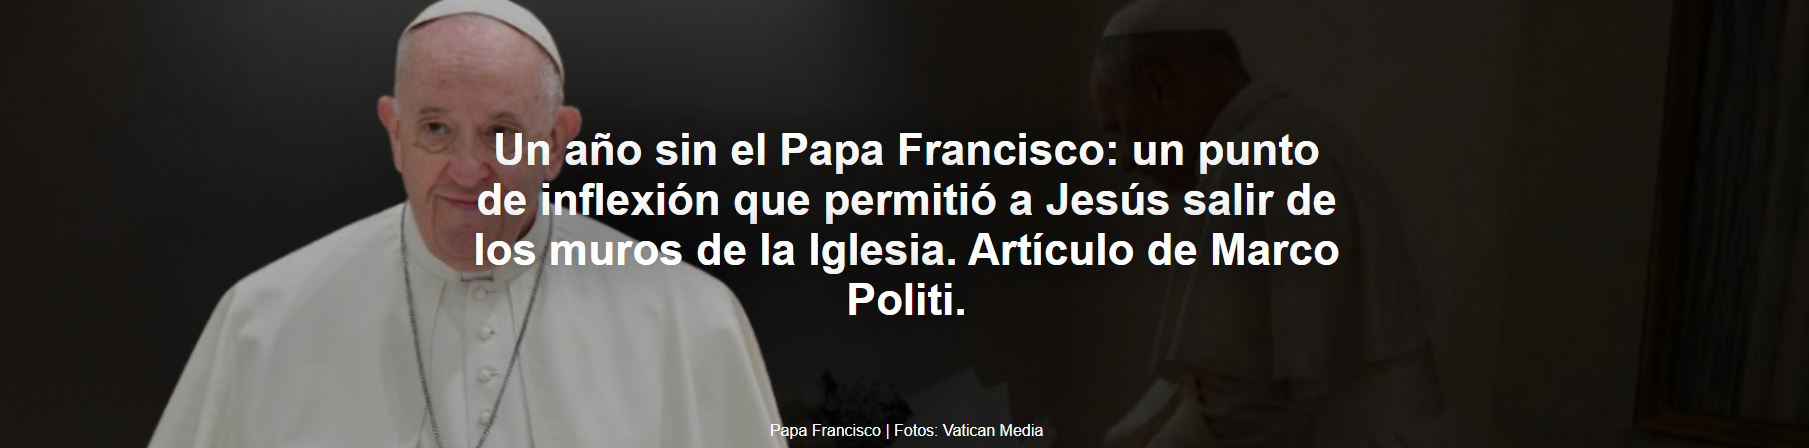 Un año sin el Papa Francisco: un punto
de inflexión que permitió a Jesús salir de
los muros de la Iglesia. Artículo de Marco
Politi.
Papa Francisco | Fotos: Vatican Media